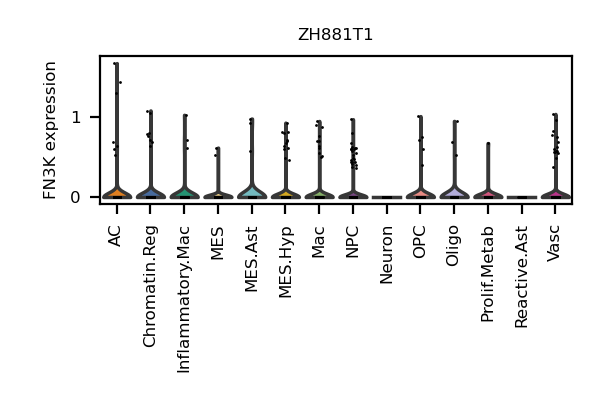 ZH881T1
FN3K expression
1
0
AC
Chromatin.Reg
Inflammatory.Mac
MES
MES.Ast
MES.Hyp
Mac
NPC
Neuron
OPC
Oligo
Prolif.Metab
Reactive.Ast
Vasc